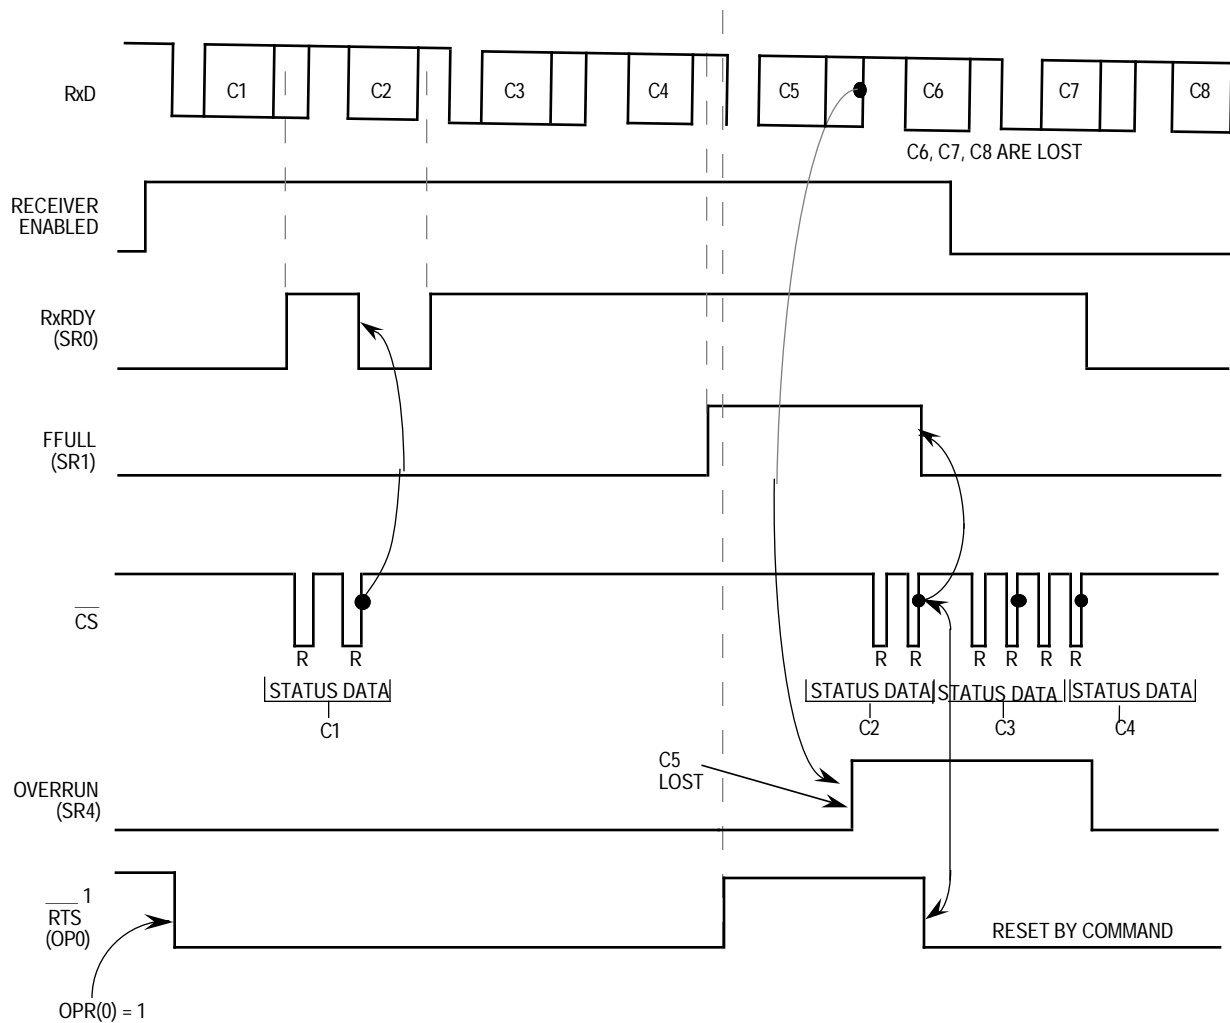 RxD
C1
C2
C3
C4
C5
C6
C7
C8
C6, C7, C8 ARE LOST
RECEIVER
ENABLED
RxRDY
(SR0)
FFULL
(SR1)
CS
R
R
R
R
R
R
R
R
STATUS DATA
C1
STATUS DATA
C2
STATUS DATA
C3
STATUS DATA
C4
C5
LOST
OVERRUN
(SR4)
RTS 1
(OP0)
RESET BY COMMAND
OPR(0) = 1